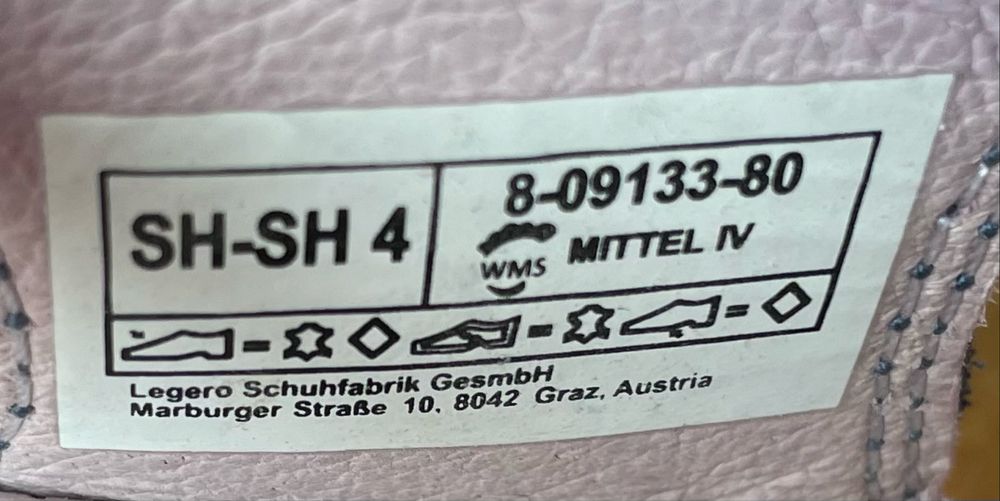 SH-SH 4
8-09133-80
WMS MITTEL IV
Legero Schuhfabrik GesmbH
Marburger Straße 10, 8042 Graz, Austria